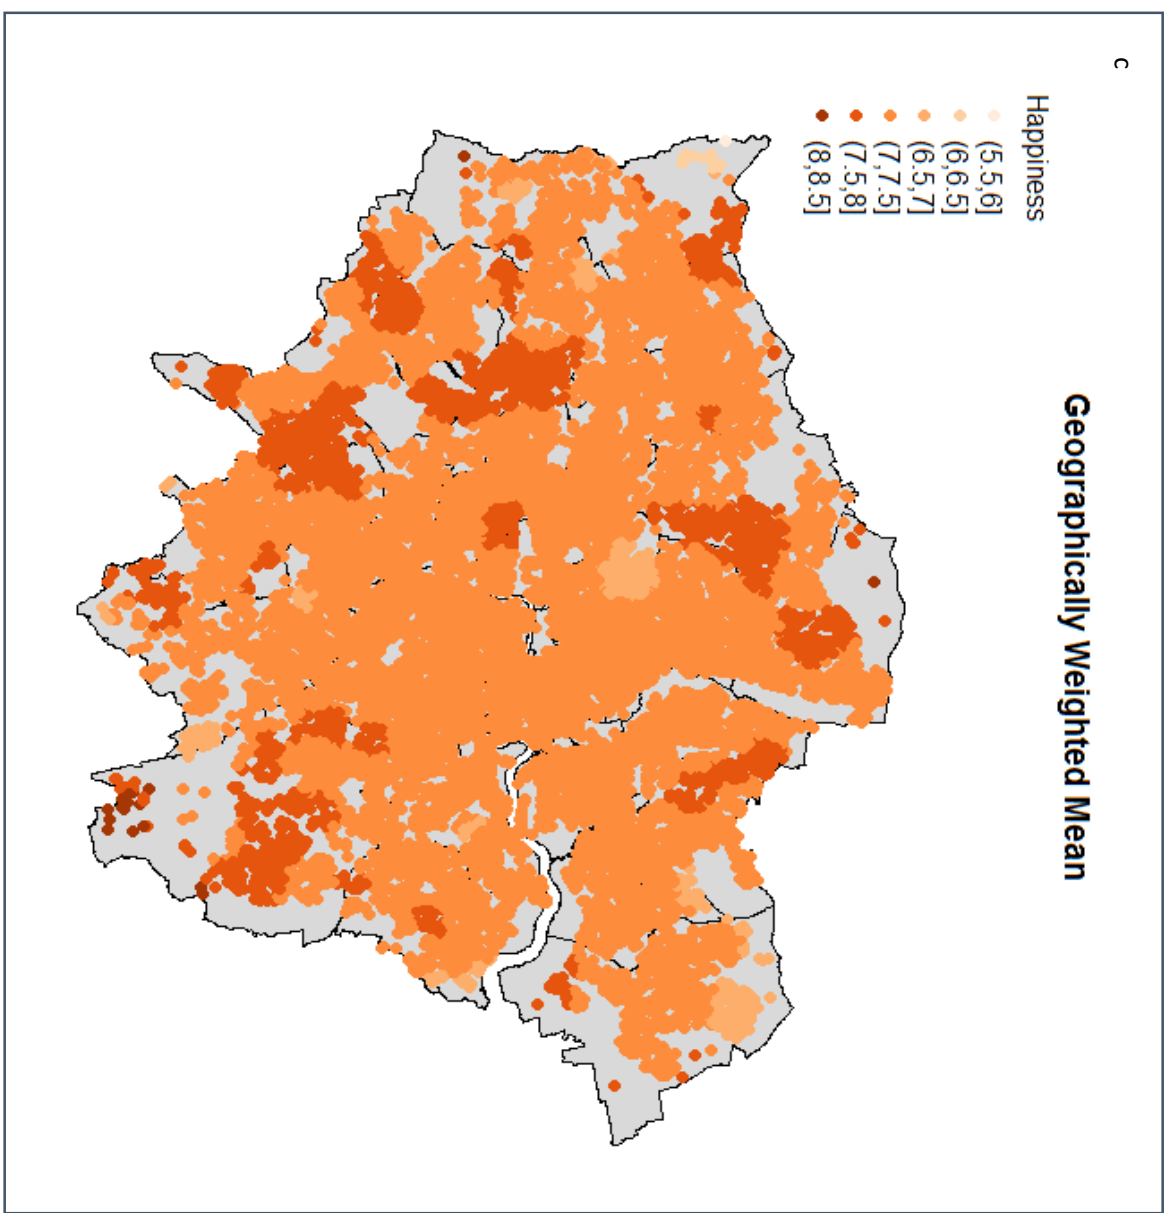 c
Geographically Weighted Mean
Happiness
(5.5,6]
(6,6.5]
(6.5,7]
(7,7.5]
(7.5,8]
(8,8.5]